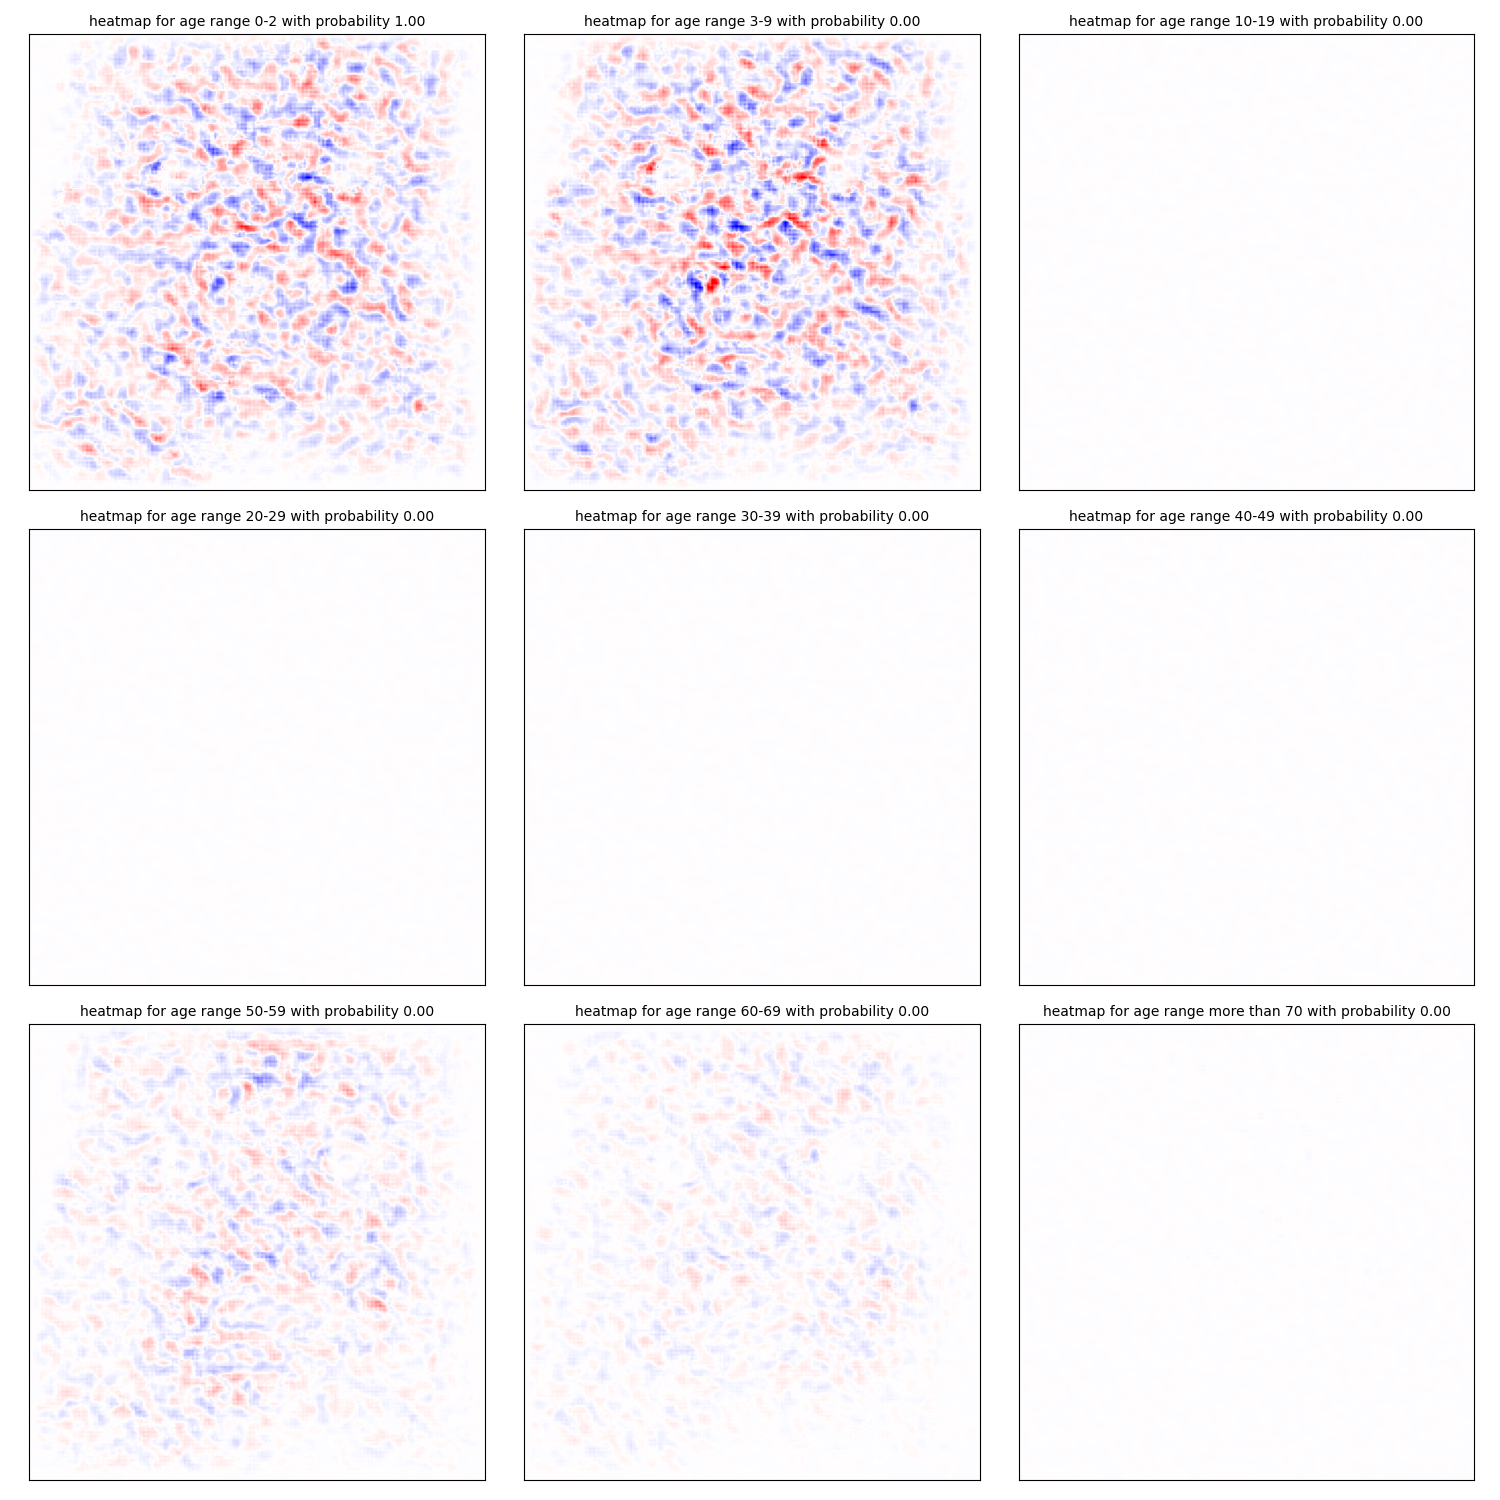 heatmap for age range 0-2 with probability 1.00
heatmap for age range 3-9 with probability 0.00
heatmap for age range 10-19 with probability 0.00
heatmap for age range 20-29 with probability 0.00
heatmap for age range 30-39 with probability 0.00
heatmap for age range 40-49 with probability 0.00
heatmap for age range 50-59 with probability 0.00
heatmap for age range 60-69 with probability 0.00
heatmap for age range more than 70 with probability 0.00